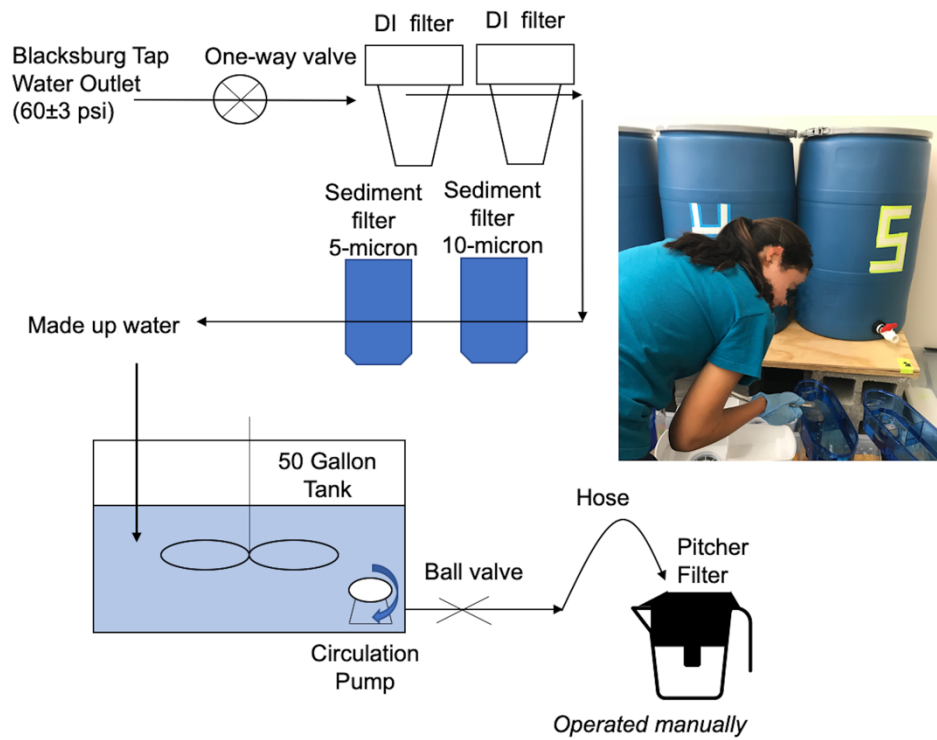 Blacksburg Tap
Water Outlet
(60±3 psi)
One-way valve
DI filter
DI filter
Sediment
filter
5-micron
Sediment
filter
10-micron
Made up water
50 Gallon
Tank
Circulation
Pump
Ball valve
Hose
Pitcher
Filter
Operated manually
4
5